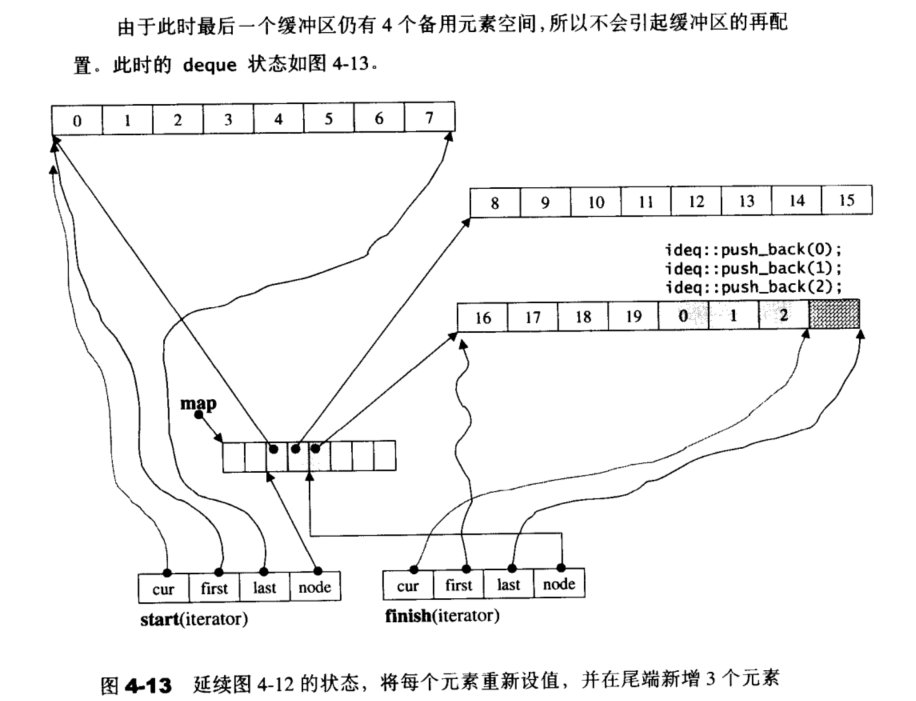 由于此时最后一个缓冲区仍有 4 个备用元素空间,所以不会引起缓冲区的再配
置。此时的 deque 状态如图 4-13。
0 1 2 3 4 5 6 7
8 9 10 11 12 13 14 15
ideq::push_back(0);
ideq::push_back(1);
ideq::push_back(2);
16 17 18 19 0 1 2
map
cur first last node
start(iterator)
cur first last node
finish(iterator)
图 4-13 延续图 4-12 的状态，将每个元素重新设值，并在尾端新增 3 个元素